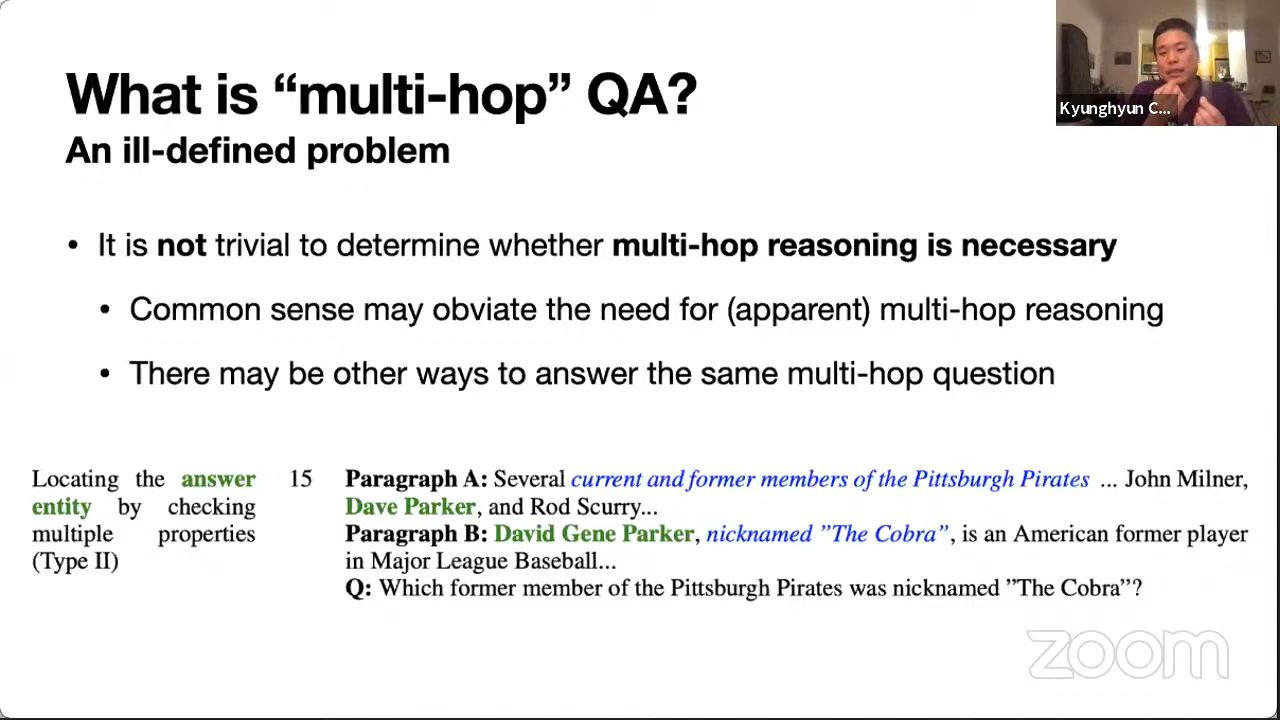 What is “multi-hop” QA?
An ill-defined problem
Kyunghyun C...
• It is not trivial to determine whether multi-hop reasoning is necessary
• Common sense may obviate the need for (apparent) multi-hop reasoning
• There may be other ways to answer the same multi-hop question
Locating the answer
entity by checking
multiple properties
(Type II)
15
Paragraph A: Several current and former members of the Pittsburgh Pirates ... John Milner,
Dave Parker, and Rod Scurry...
Paragraph B: David Gene Parker, nicknamed ”The Cobra”, is an American former player
in Major League Baseball...
Q: Which former member of the Pittsburgh Pirates was nicknamed ”The Cobra”?
zoom